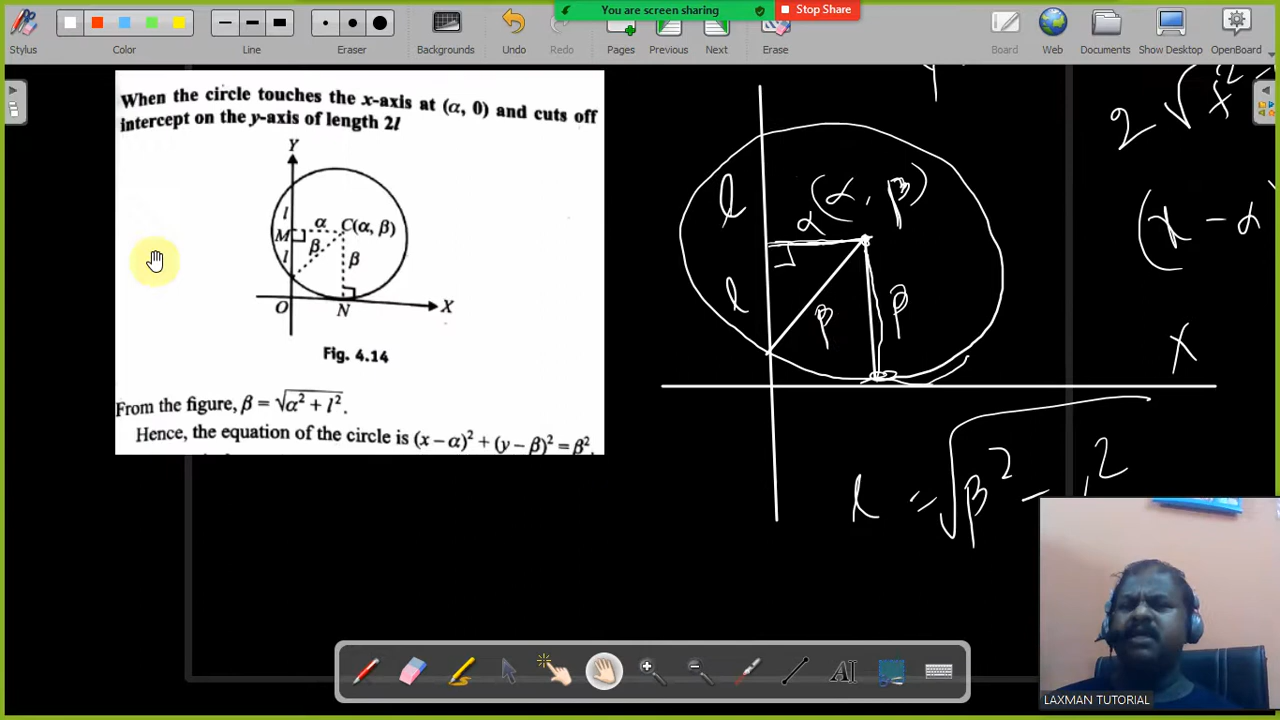 You are screen sharing
Stop Share
Stylus
Color
Line
Eraser
Backgrounds
Undo
Redo
Pages
Previous
Next
Erase
Board
Web
Documents
Show Desktop
OpenBoard
When the circle touches the x-axis at (α, 0) and cuts off
intercept on the y-axis of length 2l
Y
l
α
C(α, β)
M
β
l
β
O
N
X
Fig. 4.14
From the figure, β = √α² + l².
Hence, the equation of the circle is (x – α)² + (y – β)² = β².
l
α
(α, β)
l
β
β
l = √β² –
2
2 √
(x – α
LAXMAN TUTORIAL